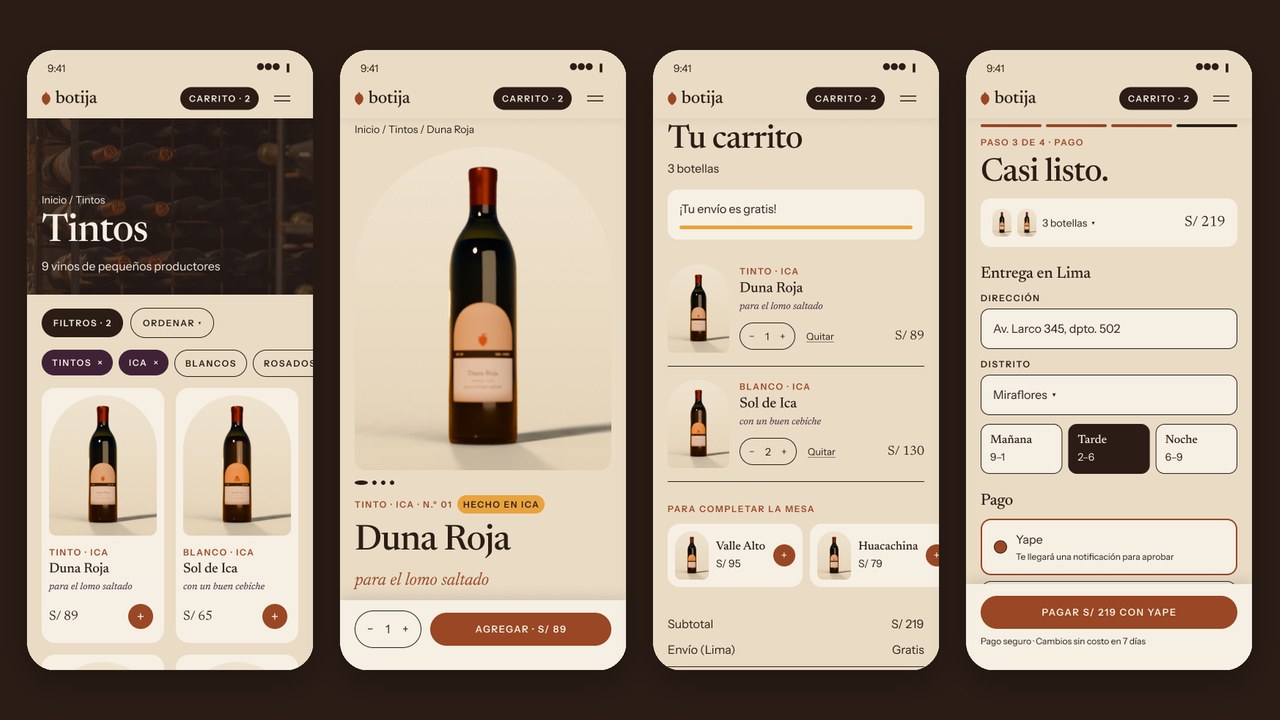 9:41
botija
CARRITO · 2
Inicio / Tintos
Tintos
9 vinos de pequeños productores
FILTROS · 2
ORDENAR ▾
TINTOS ×
ICA ×
BLANCOS
ROSADOS
TINTO · ICA
Duna Roja
para el lomo saltado
S/ 89
+
BLANCO · ICA
Sol de Ica
con un buen cebiche
S/ 65
+
9:41
botija
CARRITO · 2
Inicio / Tintos / Duna Roja
Duna Roja
TINTO · ICA · N.° 01
HECHO EN ICA
Duna Roja
para el lomo saltado
− 1 +
AGREGAR · S/ 89
9:41
botija
CARRITO · 2
Tu carrito
3 botellas
¡Tu envío es gratis!
TINTO · ICA
Duna Roja
para el lomo saltado
− 1 +
Quitar
S/ 89
BLANCO · ICA
Sol de Ica
con un buen cebiche
− 2 +
Quitar
S/ 130
PARA COMPLETAR LA MESA
Valle Alto
S/ 95
+
Huacachina
S/ 79
+
Subtotal S/ 219
Envío (Lima) Gratis
9:41
botija
CARRITO · 2
PASO 3 DE 4 · PAGO
Casi listo.
3 botellas ▾
S/ 219
Entrega en Lima
DIRECCIÓN
Av. Larco 345, dpto. 502
DISTRITO
Miraflores ▾
Mañana
9–1
Tarde
2–6
Noche
6–9
Pago
Yape
Te llegará una notificación para aprobar
PAGAR S/ 219 CON YAPE
Pago seguro · Cambios sin costo en 7 días